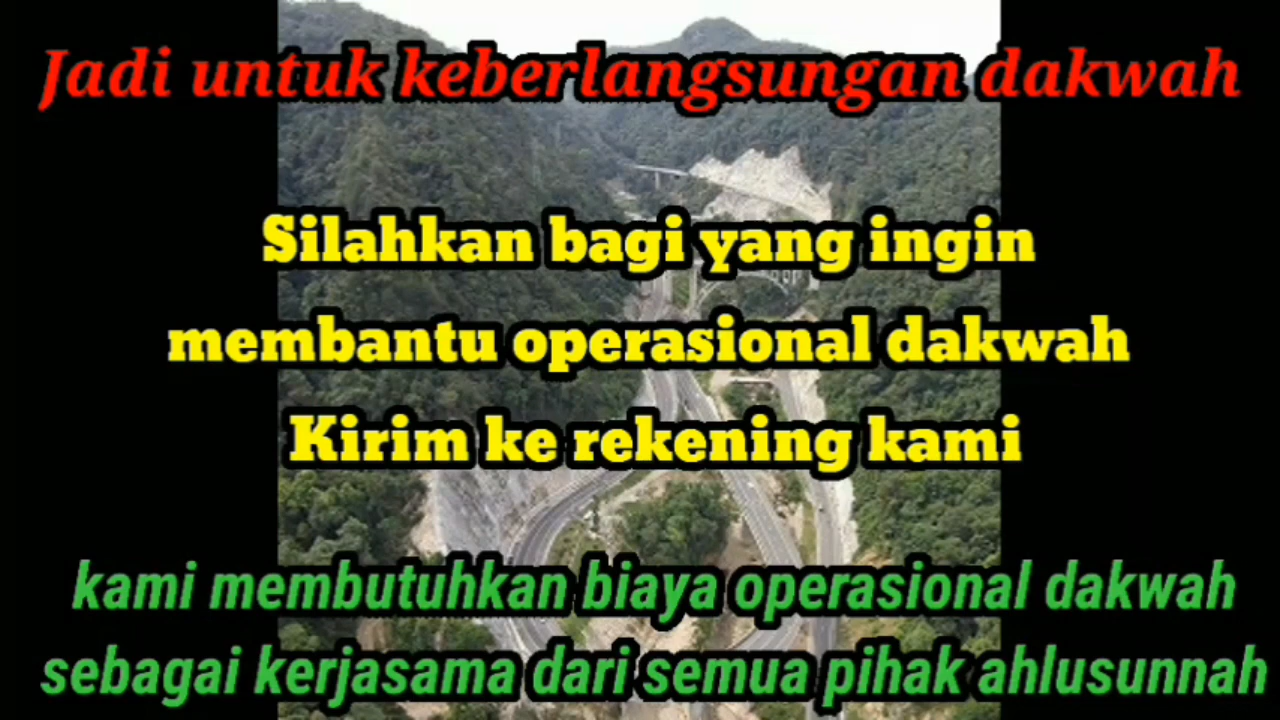 Jadi untuk keberlangsungan dakwah
Silahkan bagi yang ingin
membantu operasional dakwah
Kirim ke rekening kami
kami membutuhkan biaya operasional dakwah
sebagai kerjasama dari semua pihak ahlusunnah